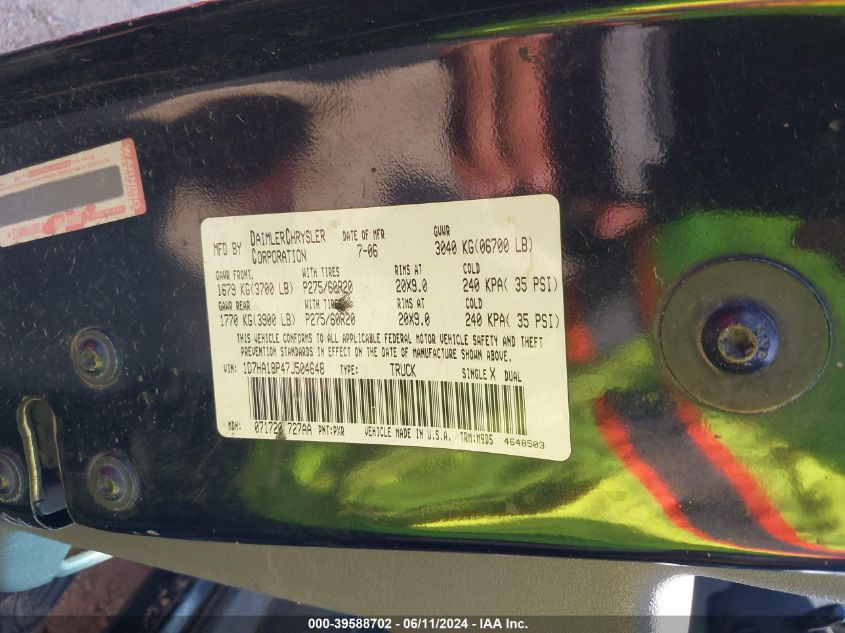 MFD BY DAIMLERCHRYSLER CORPORATION DATE OF MFR 7-06 GVWR 3040 KG(06700 LB)
GAWR FRONT WITH TIRES RIMS AT COLD
1679 KG(3700 LB) P275/60R20 20X9.0 240 KPA( 35 PSI)
GAWR REAR WITH TIRES RIMS AT COLD
1770 KG(3900 LB) P275/60R20 20X9.0 240 KPA( 35 PSI)
THIS VEHICLE CONFORMS TO ALL APPLICABLE FEDERAL MOTOR VEHICLE SAFETY AND THEFT
PREVENTION STANDARDS IN EFFECT ON THE DATE OF MANUFACTURE SHOWN ABOVE.
VIN: 1D7HA18P47J504648 TYPE: TRUCK SINGLE X DUAL
MDH: 071720 727AA PNT:PXR VEHICLE MADE IN U.S.A. TRM:M9D5 4648503
000-39588702 - 06/11/2024 - IAA Inc.